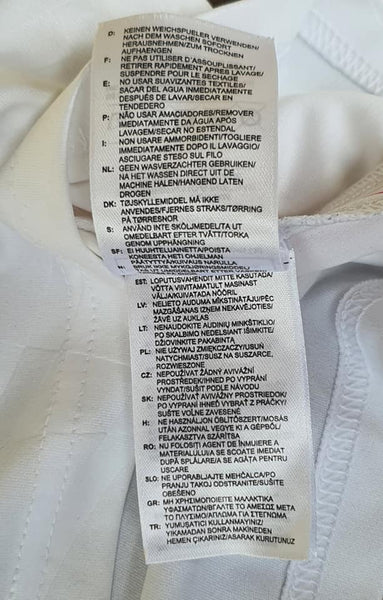 D: KEINEN WEICHSPUELER VERWENDEN/
NACH DEM WASCHEN SOFORT
HERAUSNEHMEN/ZUM TROCKNEN
AUFHAENGEN
F: NE PAS UTILISER D'ASSOUPLISSANT/
RETIRER RAPIDEMENT APRES LAVAGE/
SUSPENDRE POUR LE SECHAGE
E: NO USAR SUAVIZANTES TEXTILES/
SACAR DEL AGUA INMEDIATAMENTE
DESPUÉS DE LAVAR/SECAR EN
TENDEDERO
P: NÃO USAR AMACIADORES/REMOVER
IMEDIATAMENTE DA ÁGUA APÓS
LAVAGEM/SECAR NO ESTENDAL
I: NON USARE AMMORBIDENTI/TOGLIERE
IMMEDIATAMENTE DOPO IL LAVAGGIO/
ASCIUGARE STESO SUL FILO
NL: GEEN WASVERZACHTER GEBRUIKEN/
NA HET WASSEN DIRECT UIT DE
MACHINE HALEN/HANGEND LATEN
DROGEN
DK: TØJSKYLLEMIDDEL MÅ IKKE
ANVENDES/FJERNES STRAKS/TØRRING
PÅ TØRRESNOR
S: ANVÄND INTE SKÖLJMEDEL/TA UT
OMEDELBART EFTER TVÄTT/TORKA
GENOM UPPHÄNGNING
SF: EI HUUHTELUAINETTA/POISTA
KONEESTA HETI OHJELMAN
PÄÄTYTTYÄ/KUIVAUS NARULLA
N: BRUK IKKE
EST: LOPUTUSVAHENDIT MITTE KASUTADA/
VÕTTA VIIVITAMATULT MASINAST
VÄLJA/KUIVATADA NÖÖRIL
LV: NELIETO AUDUMA MĪKSTINĀTĀJU/PĒC
MAZGĀŠANAS IZŅEM NEKAVĒJOTIES/
ŽĀVĒ UZ AUKLAS
LT: NENAUDOKITE AUDINIŲ MINKŠTIKLIO/
PO SKALBIMO NEDELSIANT IŠIMKITE/
DŽIOVINKITE PAKABINTĄ
PL: NIE UŻYWAJ ZMIĘKCZACZY/USUŃ
NATYCHMIAST/SUSZ NA SUSZARCE,
ROZWIESZONE
CZ: NEPOUŽÍVAT ŽÁDNÝ AVIVÁŽNÍ
PROSTŘEDEK/IHNED PO VYPRÁNÍ
VYNDAT/SUŠIT PODLE NÁVODU
SK: NEPOUŽÍVAŤ AVIVÁŽNY PROSTRIEDOK/
PO VYPRANÍ IHNEĎ VYBRAŤ Z PRÁČKY/
SUŠTE VOĽNE ZAVESENÉ
H: NE HASZNÁLJON ÖBLÍTŐSZERT/MOSÁS
UTÁN AZONNAL VEGYE KI A GÉPBŐL/
FELAKASZTVA SZÁRÍTSA
RO: NU FOLOSIȚI AGENT DE ÎNMUIERE A
MATERIALULUI/A SE SCOATE IMEDIAT
DUPĂ SPĂLARE/A SE AGĂȚA PENTRU
USCARE
SLO: NE UPORABLJAJTE MEHČALCA/PO
PRANJU TAKOJ ODSTRANITE/SUŠITE
OBEŠENO
GR: ΜΗ ΧΡΗΣΙΜΟΠΟΙΕΙΤΕ ΜΑΛΑΚΤΙΚΑ
ΥΦΑΣΜΑΤΩΝ/ΒΓΑΛΤΕ ΤΟ ΑΜΕΣΩΣ ΜΕΤΑ
ΤΟ ΠΛΥΣΙΜΟ/ΑΠΛΩΜΑ ΓΙΑ ΣΤΕΓΝΩΜΑ
TR: YUMUŞATICI KULLANMAYINIZ/
YIKAMADAN SONRA MAKİNEDEN
HEMEN ÇIKARINIZ/ASARAK KURUTUNUZ